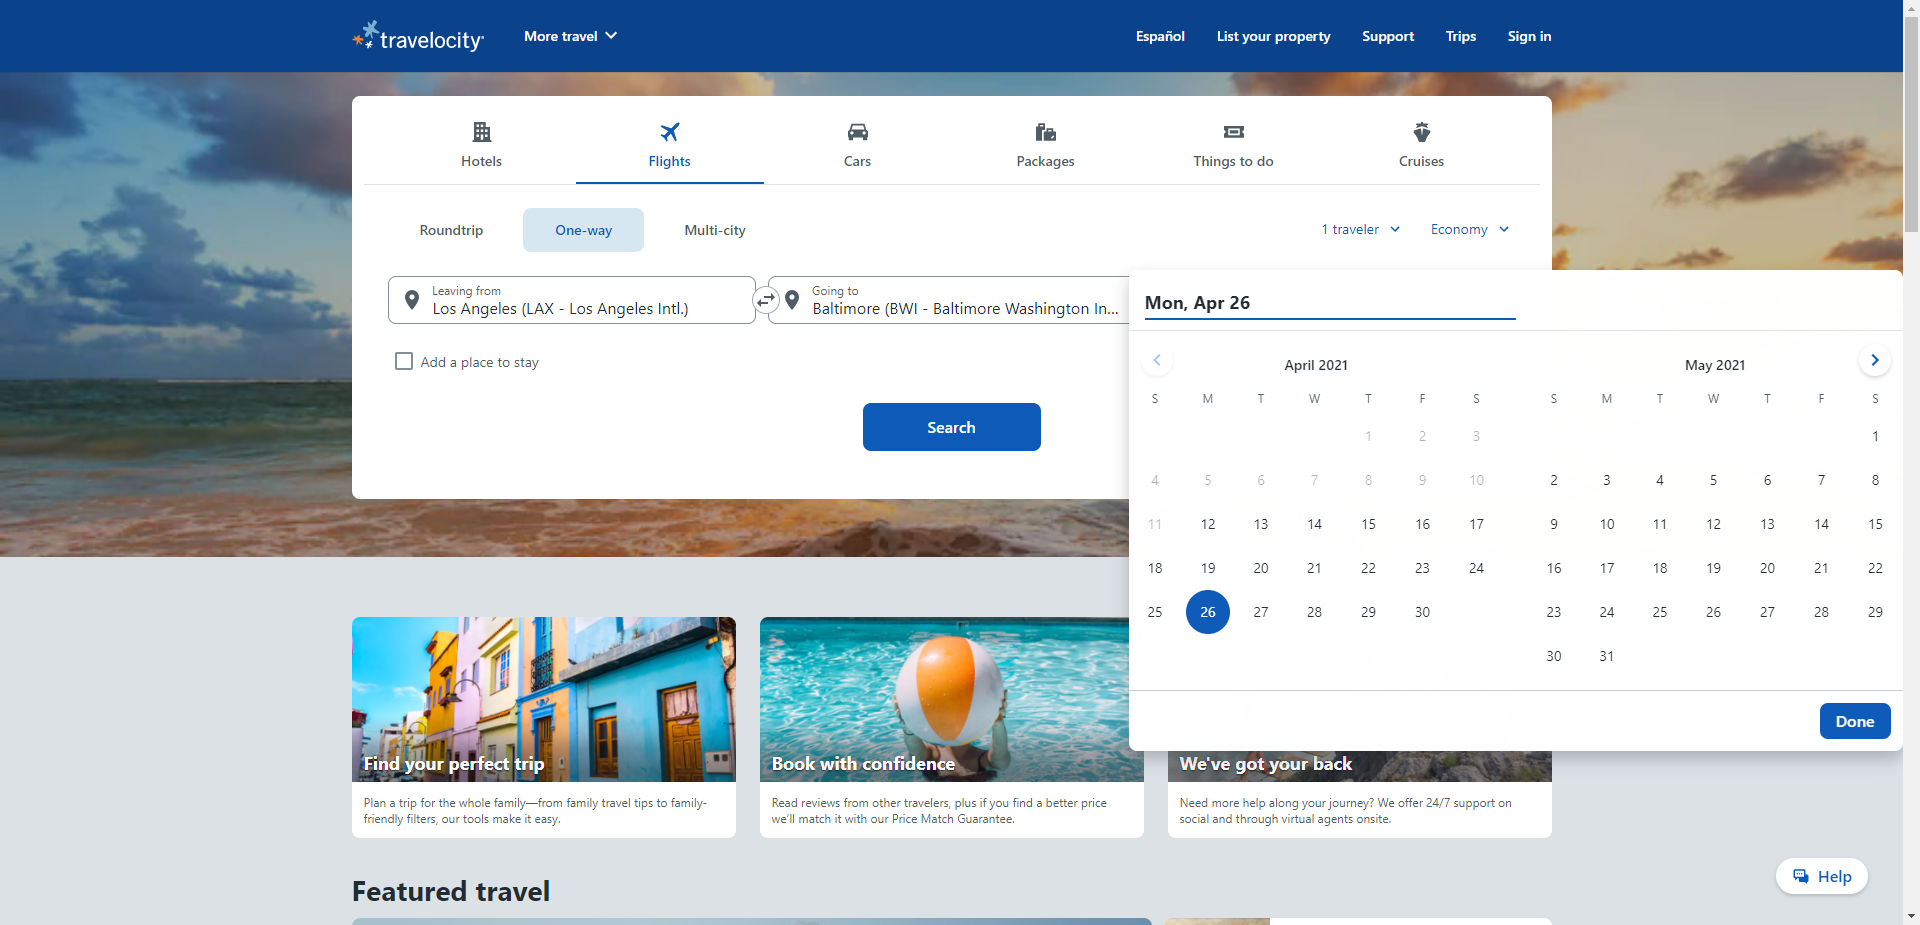 travelocity
More travel
Español
List your property
Support
Trips
Sign in
Hotels
Flights
Cars
Packages
Things to do
Cruises
Roundtrip
One-way
Multi-city
1 traveler
Economy
Leaving from
Los Angeles (LAX - Los Angeles Intl.)
Going to
Baltimore (BWI - Baltimore Washington In...
Add a place to stay
Search
Mon, Apr 26
April 2021
S M T W T F S
1 2 3
4 5 6 7 8 9 10
11 12 13 14 15 16 17
18 19 20 21 22 23 24
25 26 27 28 29 30
May 2021
S M T W T F S
1
2 3 4 5 6 7 8
9 10 11 12 13 14 15
16 17 18 19 20 21 22
23 24 25 26 27 28 29
30 31
Done
Find your perfect trip
Plan a trip for the whole family—from family travel tips to family-
friendly filters, our tools make it easy.
Book with confidence
Read reviews from other travelers, plus if you find a better price
we'll match it with our Price Match Guarantee.
We've got your back
Need more help along your journey? We offer 24/7 support on
social and through virtual agents onsite.
Help
Featured travel